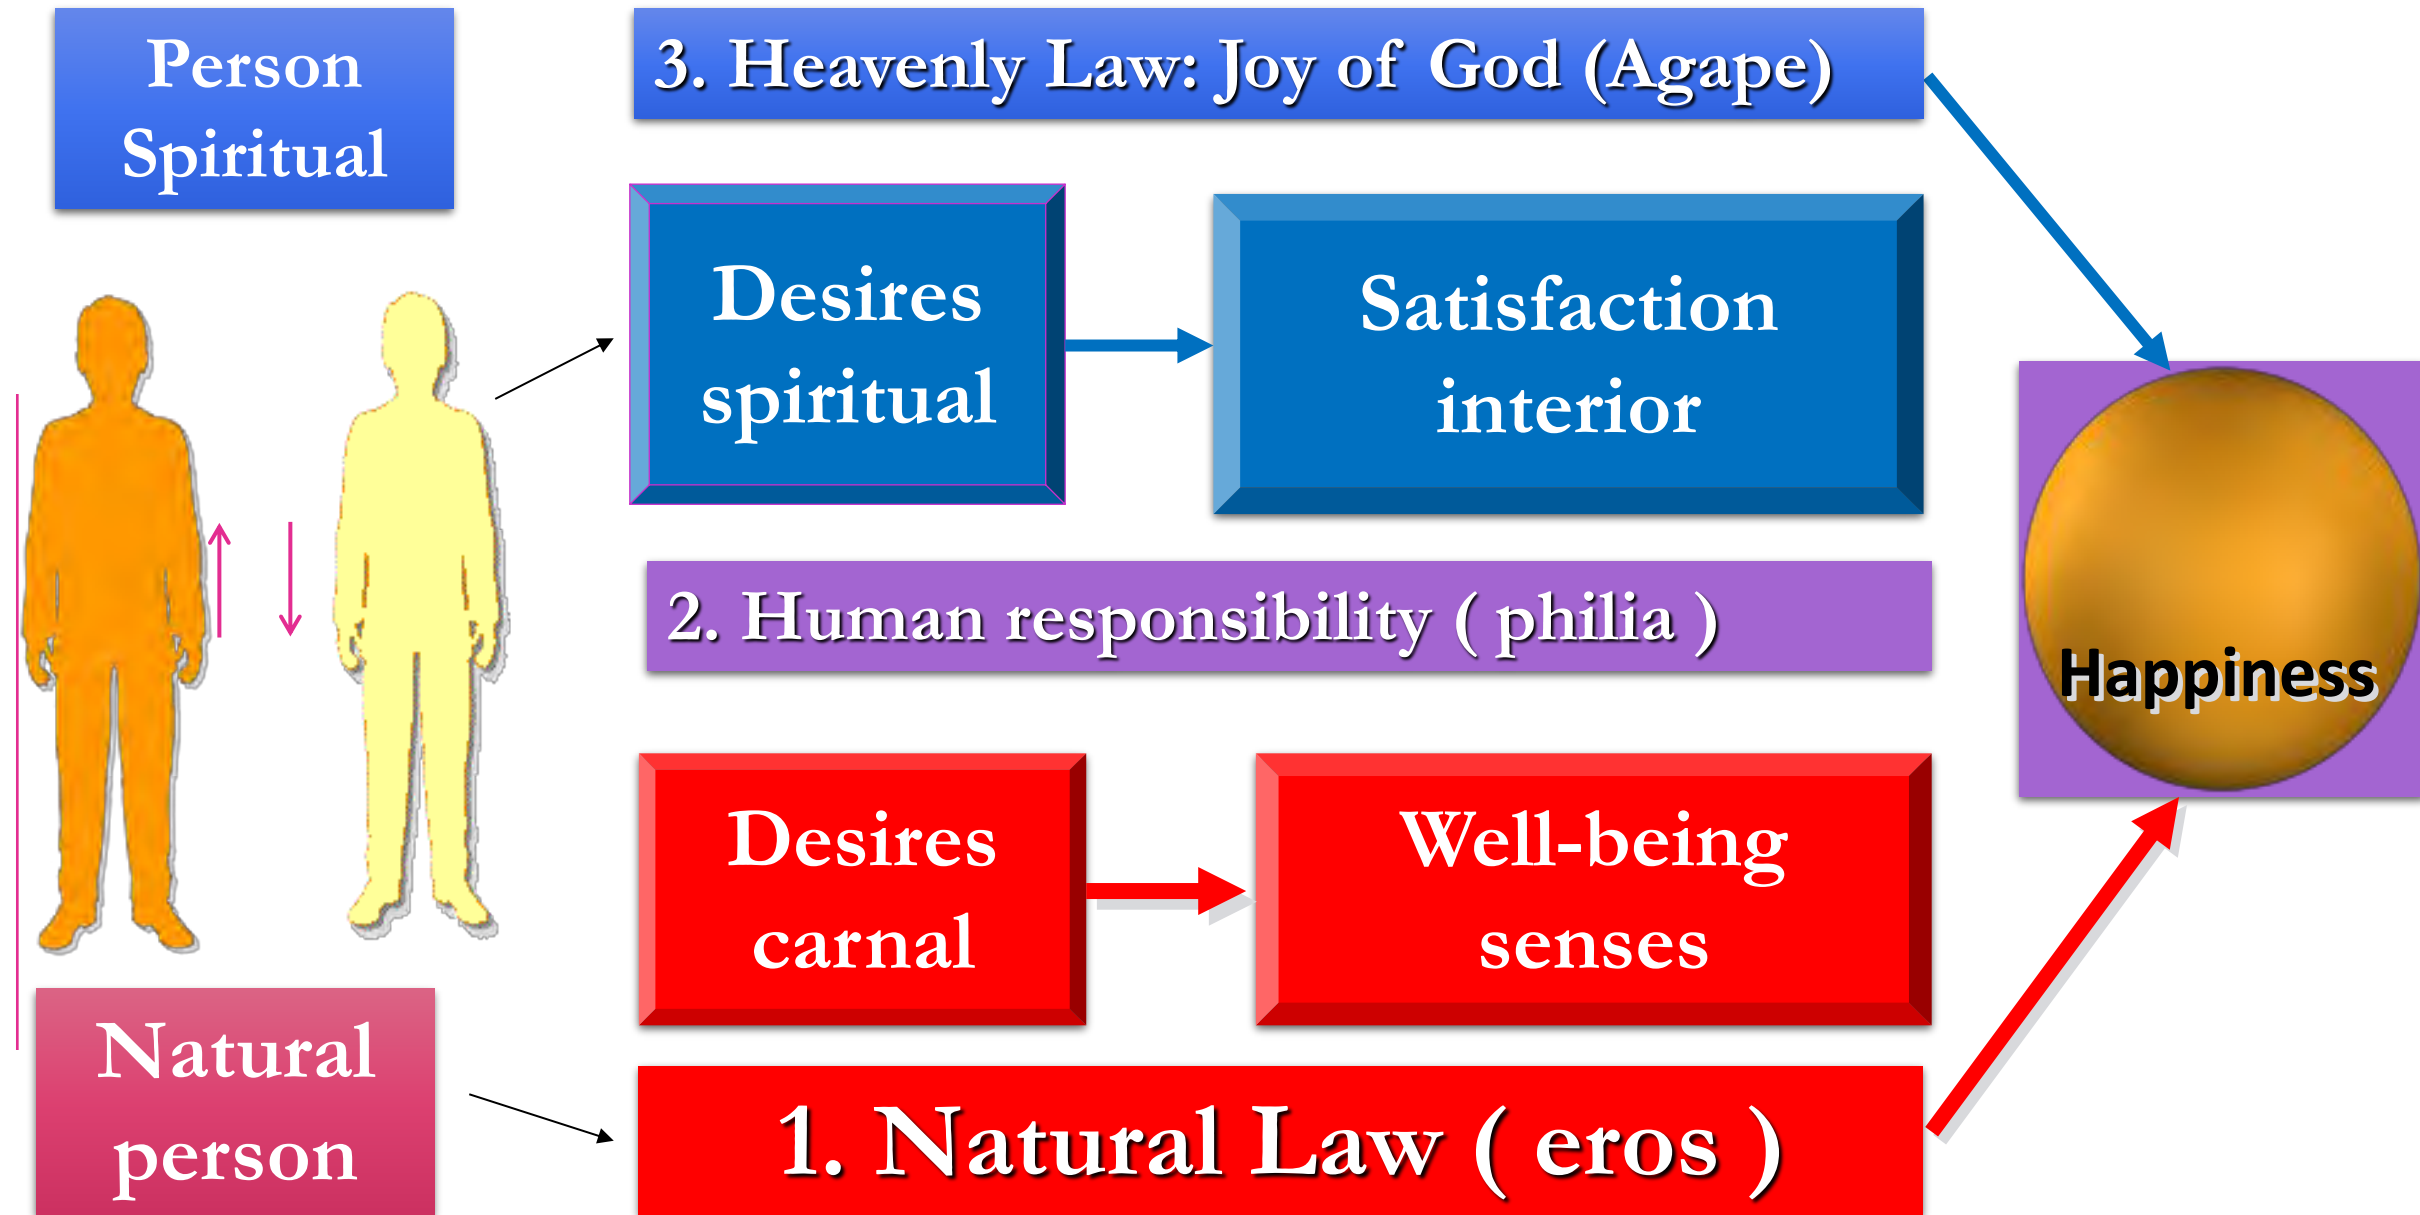 Person
Spiritual
3. Heavenly Law: Joy of God (Agape)
Desires
spiritual
Satisfaction
interior
2. Human responsibility ( philia )
Happiness
Desires
carnal
Well-being
senses
Natural
person
1. Natural Law ( eros )